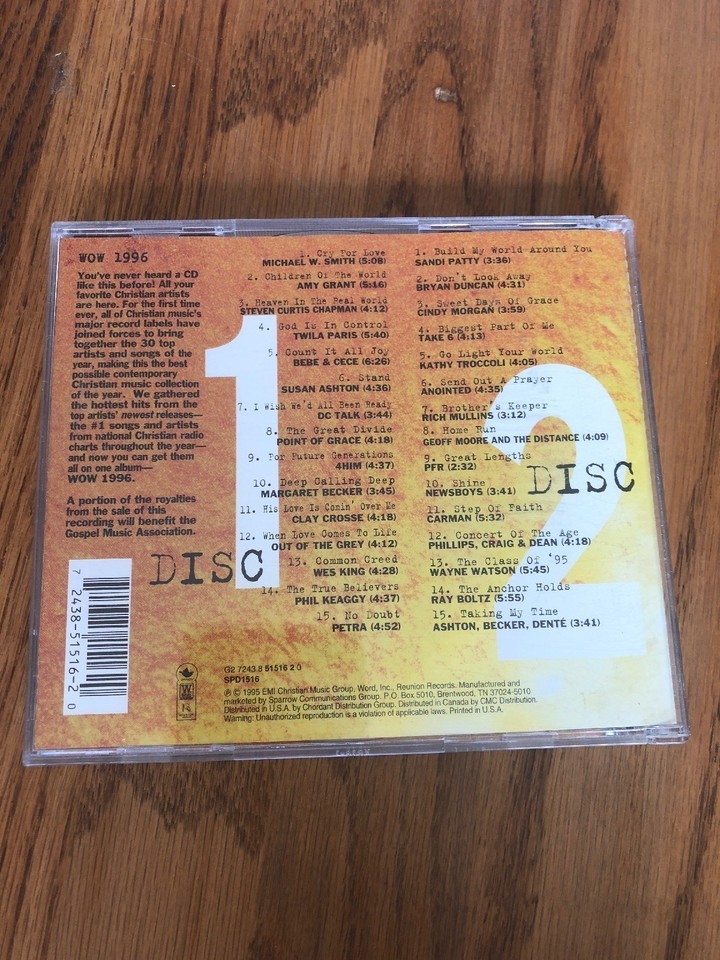 WOW 1996
You've never heard a CD
like this before! All your
favorite Christian artists
are here. For the first time
ever, all of Christian music's
major record labels have
joined forces to bring
together the 30 top
artists and songs of the
year, making this the best
possible contemporary
Christian music collection
of the year. We gathered
the hottest hits from the
top artists' newest releases—
the #1 songs and artists
from national Christian radio
charts throughout the year—
and now you can get them
all on one album—
WOW 1996.
A portion of the royalties
from the sale of this
recording will benefit the
Gospel Music Association.
7 2438-51516-2 0
DISC 1
1. Cry For Love
MICHAEL W. SMITH (5:08)
2. Children Of The World
AMY GRANT (5:16)
3. Heaven In The Real World
STEVEN CURTIS CHAPMAN (4:12)
4. God Is In Control
TWILA PARIS (5:40)
5. Count It All Joy
BEBE & CECE (6:26)
6. Stand
SUSAN ASHTON (4:36)
7. I Wish We'd All Been Ready
DC TALK (3:44)
8. The Great Divide
POINT OF GRACE (4:18)
9. For Future Generations
4HIM (4:37)
10. Deep Calling Deep
MARGARET BECKER (3:45)
11. His Love Is Comin' Over Me
CLAY CROSSE (4:18)
12. When Love Comes To Life
OUT OF THE GREY (4:12)
13. Common Creed
WES KING (4:28)
14. The True Believers
PHIL KEAGGY (4:37)
15. No Doubt
PETRA (4:52)
DISC 2
1. Build My World Around You
SANDI PATTY (3:36)
2. Don't Look Away
BRYAN DUNCAN (4:31)
3. Sweet Days Of Grace
CINDY MORGAN (3:59)
4. Biggest Part Of Me
TAKE 6 (4:13)
5. Go Light Your World
KATHY TROCCOLI (4:05)
6. Send Out A Prayer
ANOINTED (4:35)
7. Brother's Keeper
RICH MULLINS (3:12)
8. Home Run
GEOFF MOORE AND THE DISTANCE (4:09)
9. Great Lengths
PFR (2:32)
10. Shine
NEWSBOYS (3:41)
11. Step Of Faith
CARMAN (5:32)
12. Concert Of The Age
PHILLIPS, CRAIG & DEAN (4:18)
13. The Class Of '95
WAYNE WATSON (5:45)
14. The Anchor Holds
RAY BOLTZ (5:55)
15. Taking My Time
ASHTON, BECKER, DENTÉ (3:41)
G2 7243 8 51516 2 0
SPD1516
℗ © 1995 EMI Christian Music Group, Word, Inc., Reunion Records. Manufactured and
marketed by Sparrow Communications Group. P.O. Box 5010, Brentwood, TN 37024-5010
Distributed in U.S.A. by Chordant Distribution Group. Distributed in Canada by CMC Distribution.
Warning: Unauthorized reproduction is a violation of applicable laws. Printed in U.S.A.